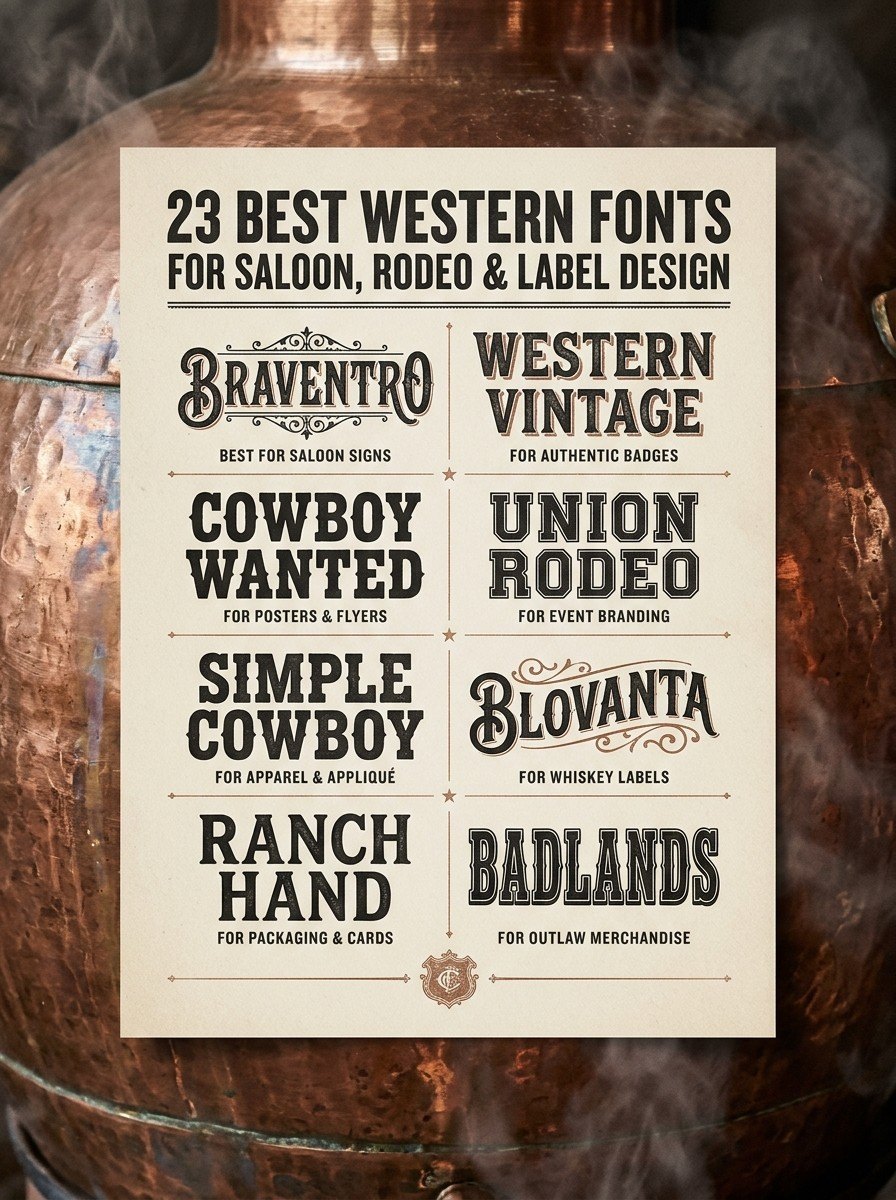 23 BEST WESTERN FONTS
FOR SALOON, RODEO & LABEL DESIGN
BRAVENTRO
BEST FOR SALOON SIGNS
WESTERN
VINTAGE
FOR AUTHENTIC BADGES
COWBOY
WANTED
FOR POSTERS & FLYERS
UNION
RODEO
FOR EVENT BRANDING
SIMPLE
COWBOY
FOR APPAREL & APPLIQUÉ
BLOVANTA
FOR WHISKEY LABELS
RANCH
HAND
FOR PACKAGING & CARDS
BADLANDS
FOR OUTLAW MERCHANDISE